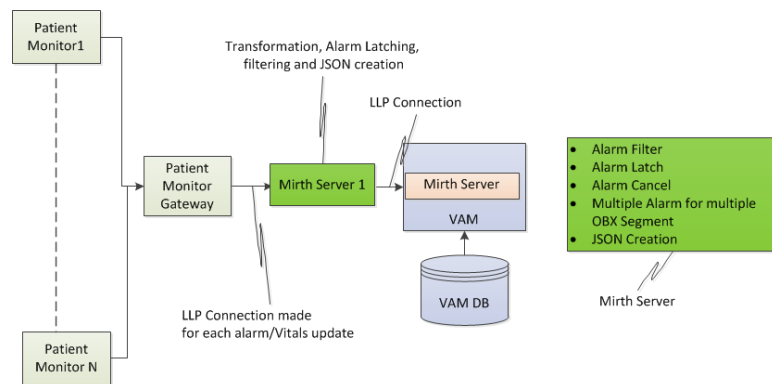 Patient
Monitor1
Transformation, Alarm Latching,
filtering and JSON creation
LLP Connection
Patient
Monitor
Gateway
Mirth Server 1
Mirth Server
VAM
VAM DB
• Alarm Filter
• Alarm Latch
• Alarm Cancel
• Multiple Alarm for multiple
OBX Segment
• JSON Creation
Mirth Server
LLP Connection made
for each alarm/Vitals update
Patient
Monitor N